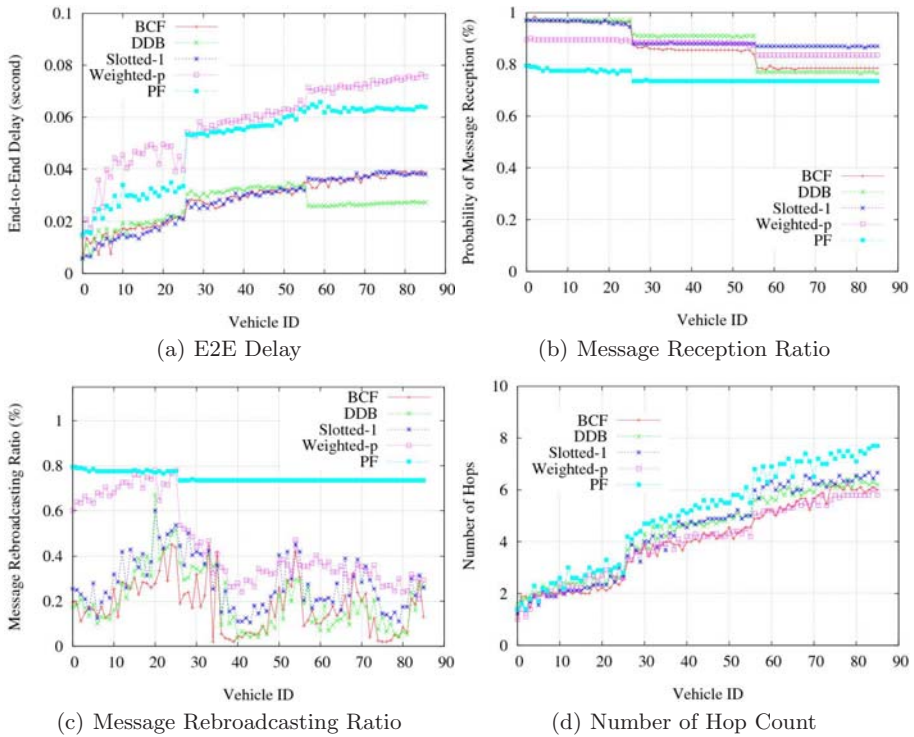 BCF
DDB
Slotted-1
Weighted-p
PF
End-to-End Delay (second)
0.1
0.08
0.06
0.04
0.02
0
0 10 20 30 40 50 60 70 80 90
Vehicle ID
(a) E2E Delay
Probability of Message Reception (%)
1
0.8
0.6
0.4
0.2
0
BCF
DDB
Slotted-1
Weighted-p
PF
0 10 20 30 40 50 60 70 80 90
Vehicle ID
(b) Message Reception Ratio
Message Rebroadcasting Ratio (%)
1
0.8
0.6
0.4
0.2
0
BCF
DDB
Slotted-1
Weighted-p
PF
0 10 20 30 40 50 60 70 80 90
Vehicle ID
(c) Message Rebroadcasting Ratio
Number of Hops
10
8
6
4
2
0
BCF
DDB
Slotted-1
Weighted-p
PF
0 10 20 30 40 50 60 70 80 90
Vehicle ID
(d) Number of Hop Count